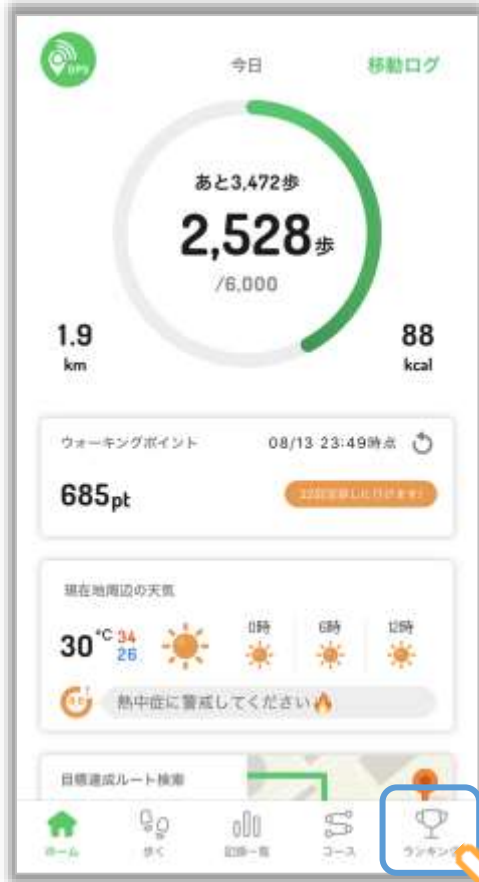 GPS
今日
移動ログ
あと3,472歩
2,528歩
/6,000
1.9
km
88
kcal
ウォーキングポイント
08/13 23:49時点
685pt
現在地周辺の天気
30℃
34
26
0時
6時
12時
熱中症に警戒してください
目標達成ルート検索
ホーム
歩く
記録一覧
コース
ランキング